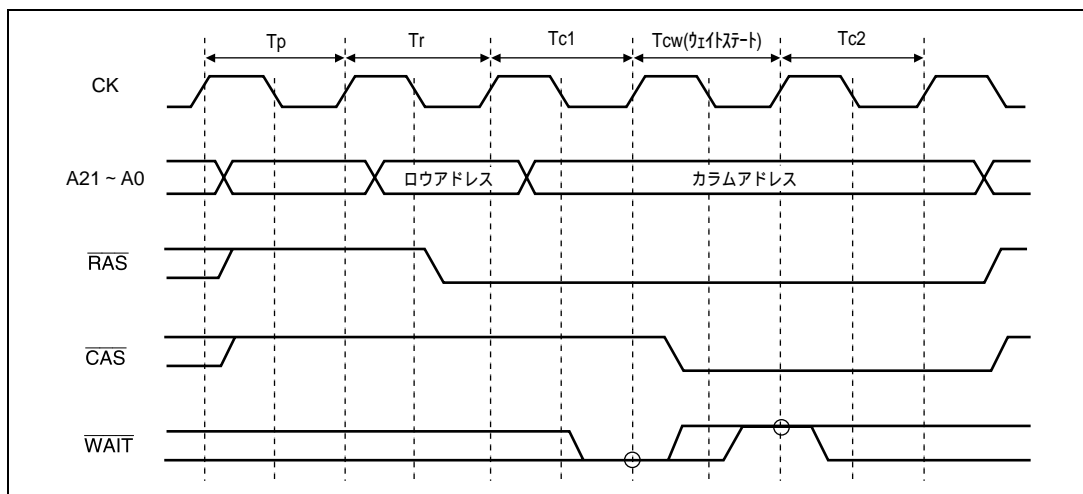 Tp Tr Tc1 Tcw(ｳｪｲﾄｽﾃｰﾄ) Tc2
CK
A21 ~ A0 ロウアドレス カラムアドレス
RAS
CAS
WAIT